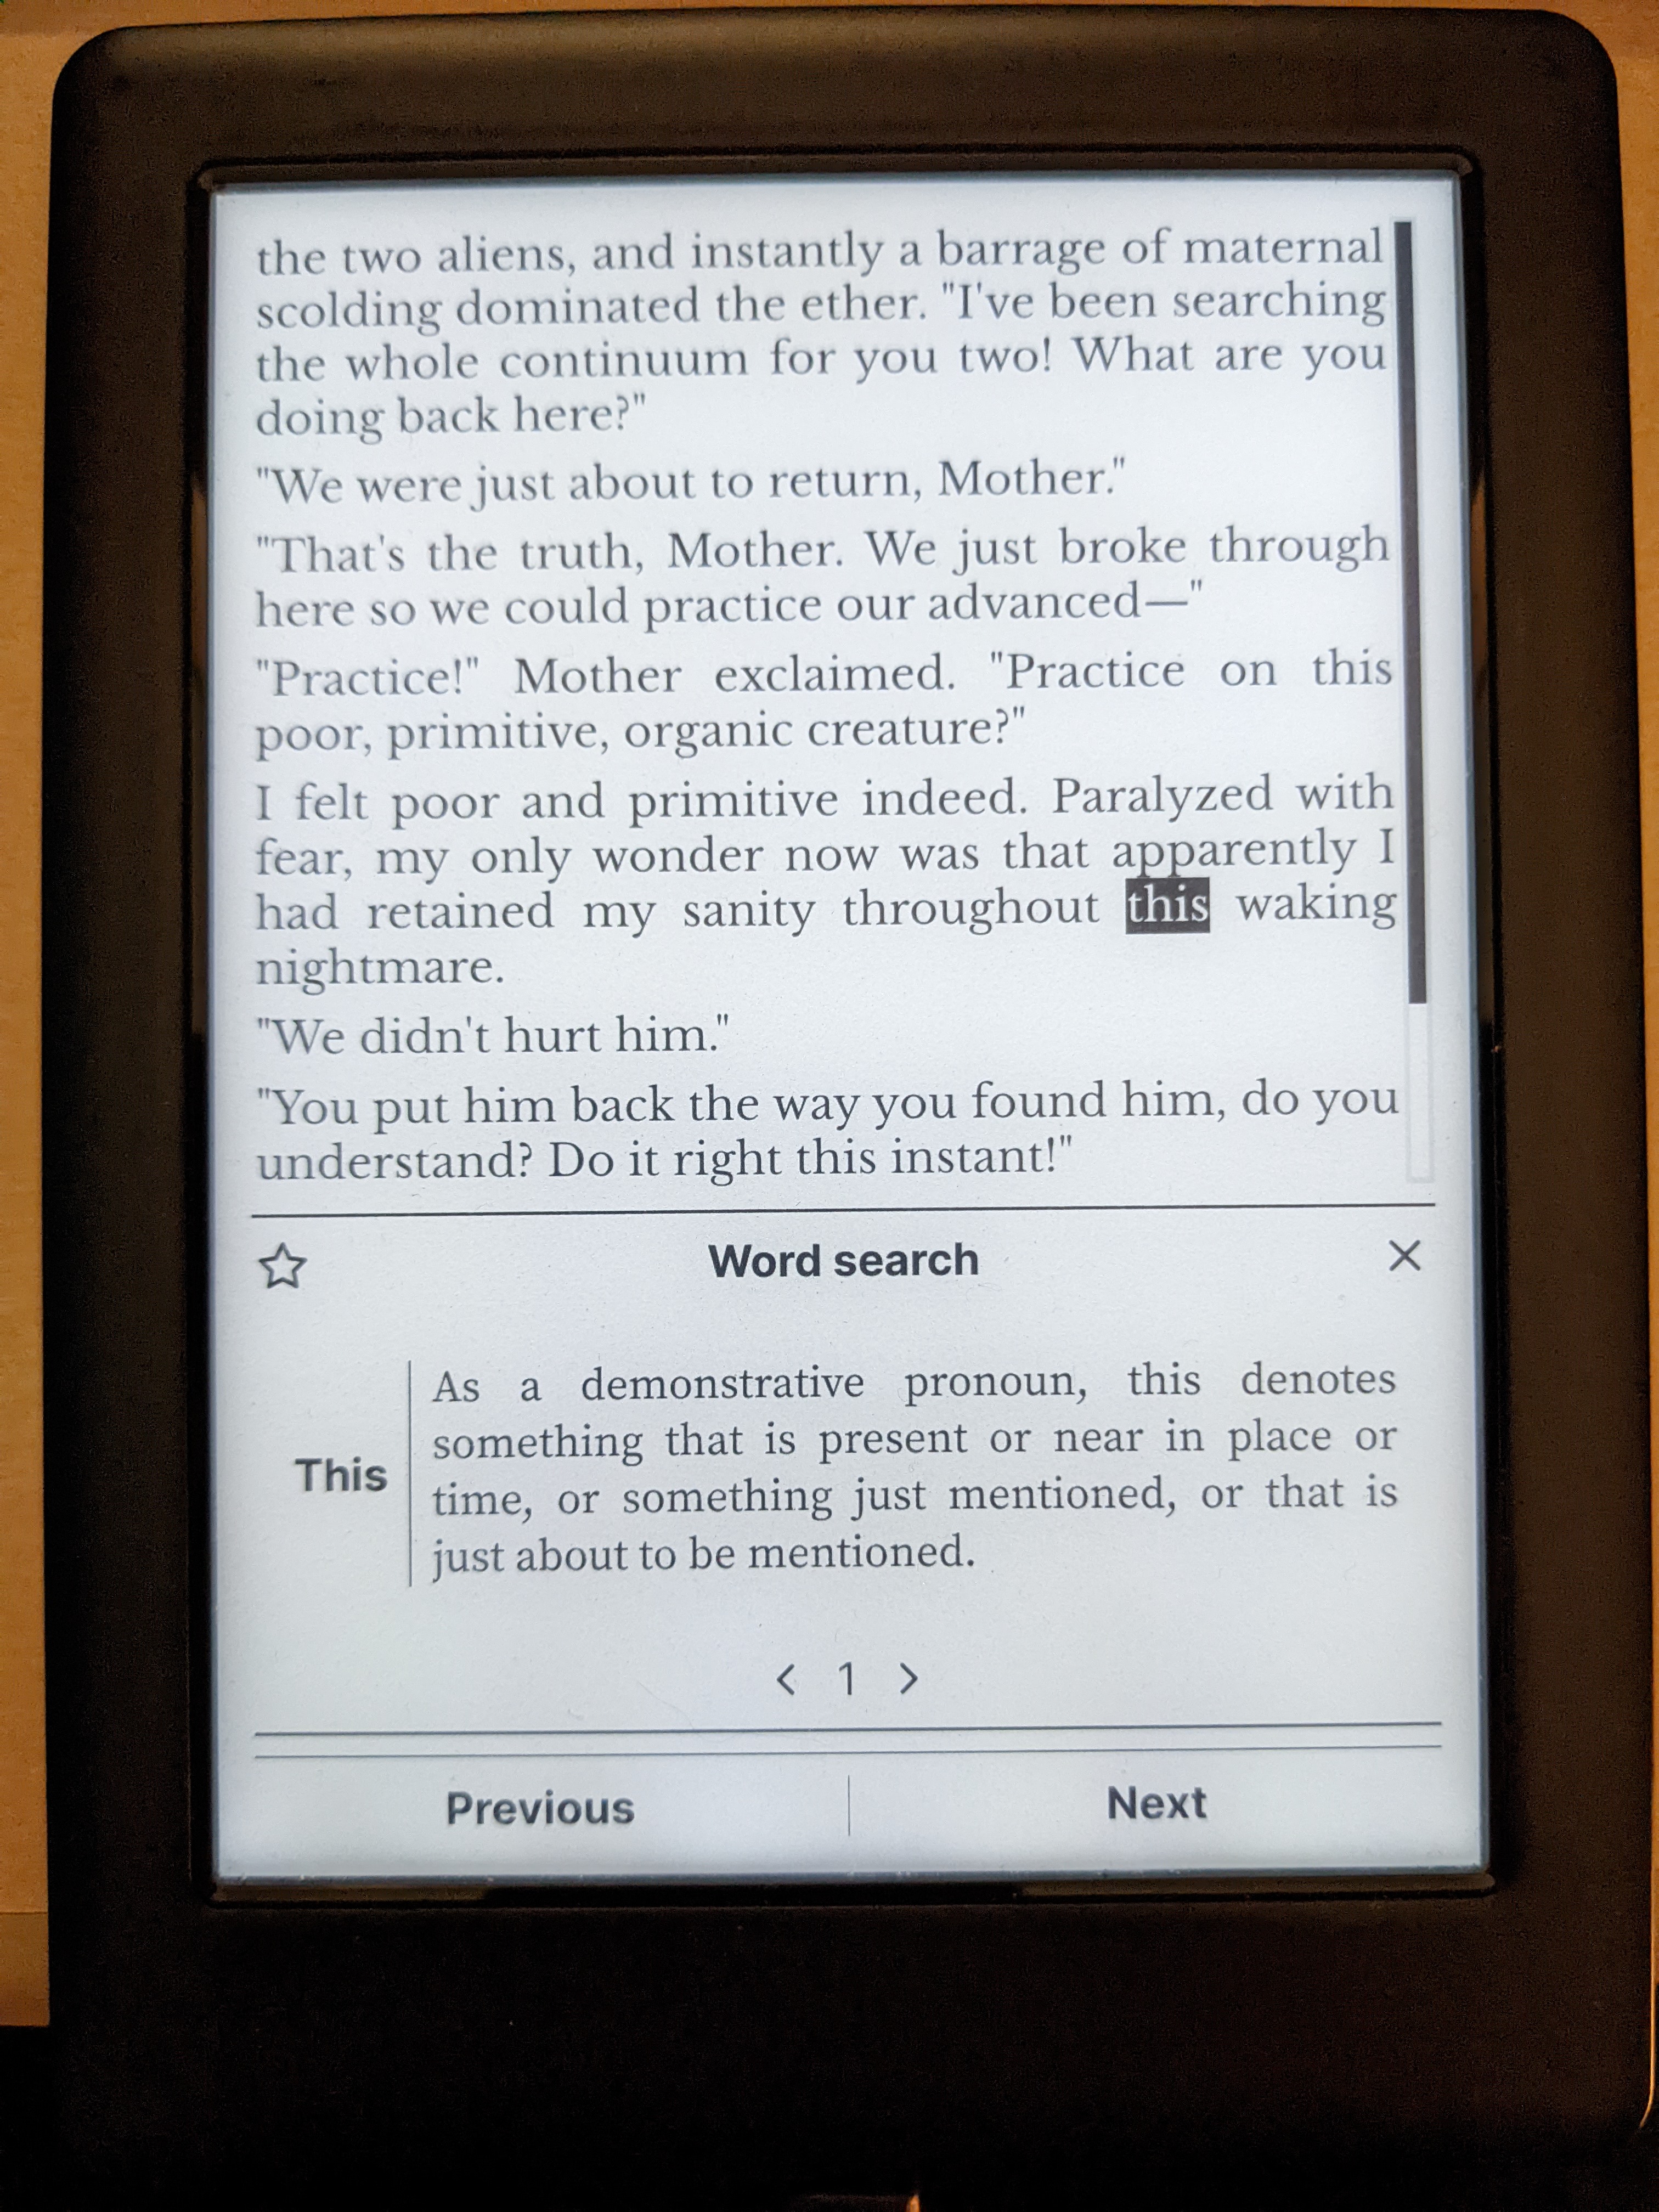 the two aliens, and instantly a barrage of maternal
scolding dominated the ether. "I've been searching
the whole continuum for you two! What are you
doing back here?"
"We were just about to return, Mother."
"That's the truth, Mother. We just broke through
here so we could practice our advanced—"
"Practice!" Mother exclaimed. "Practice on this
poor, primitive, organic creature?"
I felt poor and primitive indeed. Paralyzed with
fear, my only wonder now was that apparently I
had retained my sanity throughout this waking
nightmare.
"We didn't hurt him."
"You put him back the way you found him, do you
understand? Do it right this instant!"
Word search
This
As a demonstrative pronoun, this denotes
something that is present or near in place or
time, or something just mentioned, or that is
just about to be mentioned.
< 1 >
Previous
Next